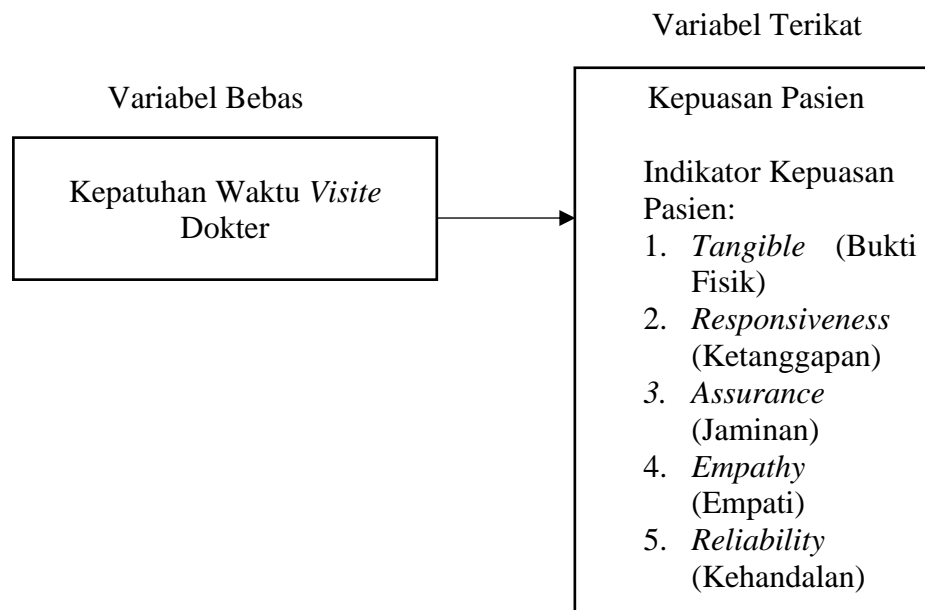 Variabel Bebas
Kepatuhan Waktu Visite
Dokter
Variabel Terikat
Kepuasan Pasien
Indikator Kepuasan
Pasien:
1. Tangible (Bukti
Fisik)
2. Responsiveness
(Ketanggapan)
3. Assurance
(Jaminan)
4. Empathy
(Empati)
5. Reliability
(Kehandalan)